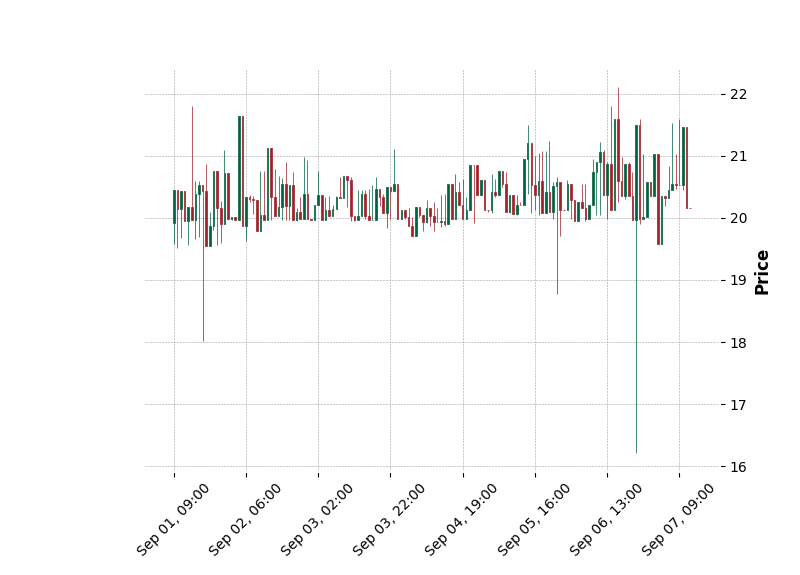 22
21
20
19
18
17
16
Price
Sep 01, 09:00
Sep 02, 06:00
Sep 03, 02:00
Sep 03, 22:00
Sep 04, 19:00
Sep 05, 16:00
Sep 06, 13:00
Sep 07, 09:00